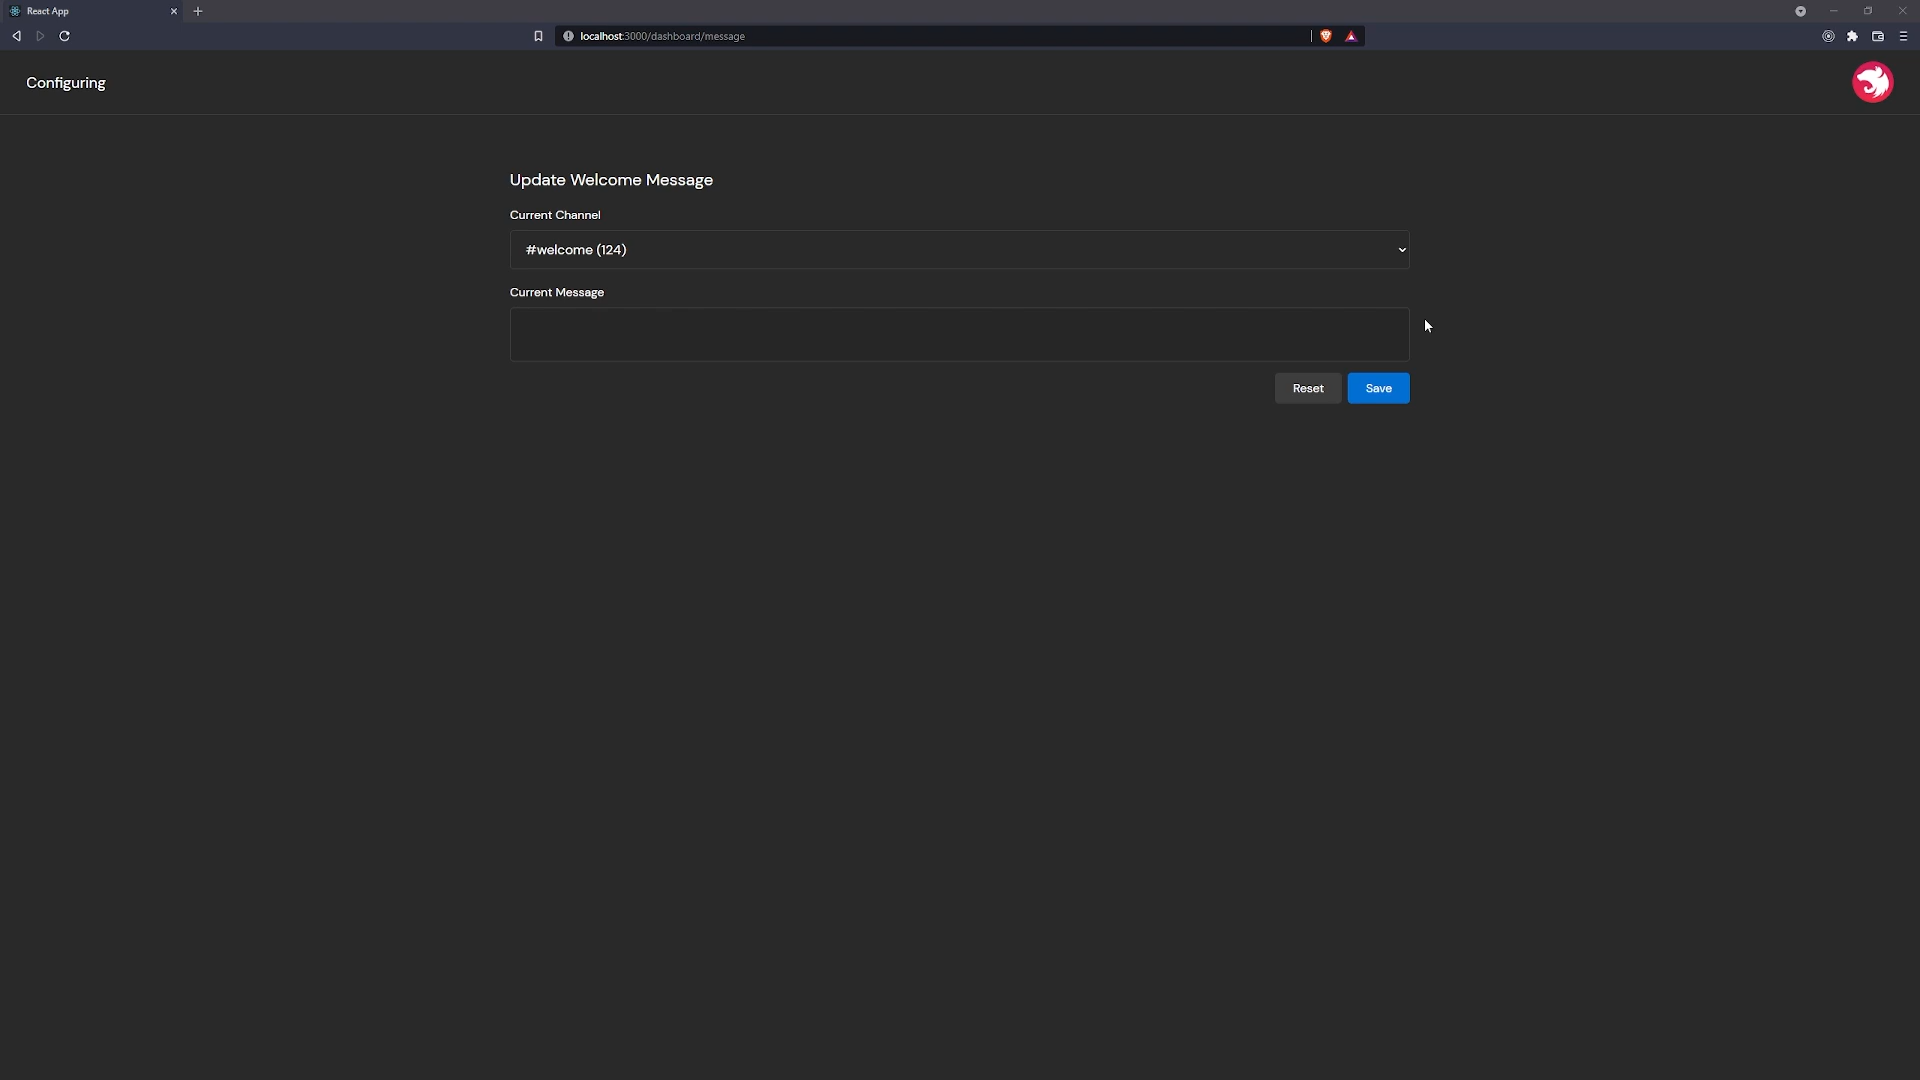 React App
localhost:3000/dashboard/message
Configuring
Update Welcome Message
Current Channel
#welcome (124)
Current Message
Reset
Save